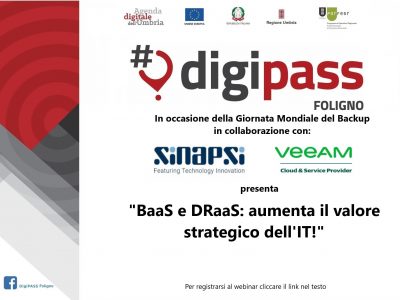 Agenda
digitale
dell'Umbria
UNIONE EUROPEA
Regione Umbria
#digipass
FOLIGNO
In occasione della Giornata Mondiale del Backup
in collaborazione con:
SINAPSI
Featuring Technology Innovation
VEEAM
Cloud & Service Provider
presenta
"BaaS e DRaaS: aumenta il valore
strategico dell'IT!"
DigiPASS Foligno
Per registrarsi al webinar cliccare il link nel testo